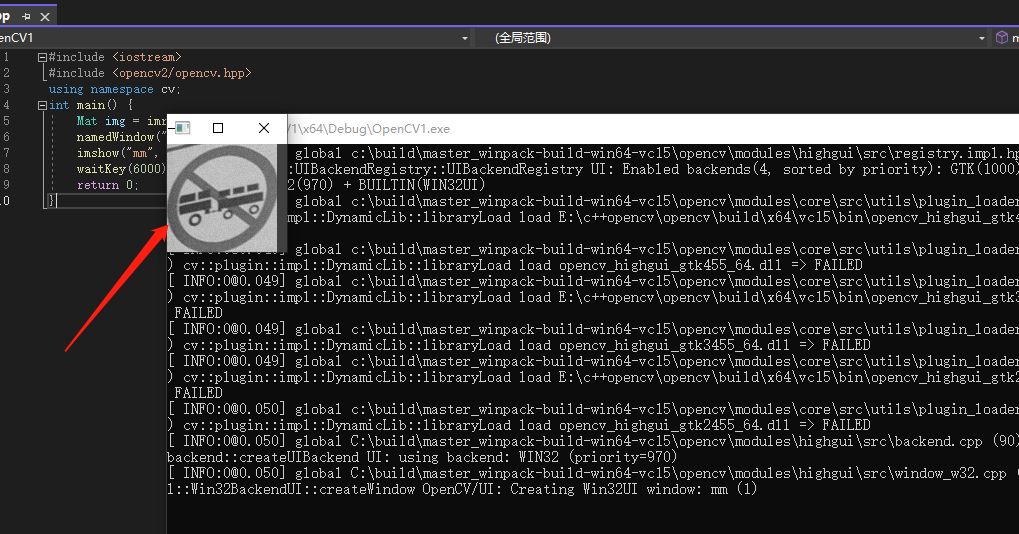 pp
enCV1
(全局范围)
1 #include <iostream>
2 #include <opencv2/opencv.hpp>
3 using namespace cv;
4 int main() {
5 Mat img = imr
6 namedWindow("
7 imshow("mm",
8 waitKey(6000)
9 return 0;
0 }
/1\x64\Debug\OpenCV1.exe
global c:\build\master_winpack-build-win64-vc15\opencv\modules\highgui\src\registry.impl.hp
::UIBackendRegistry::UIBackendRegistry UI: Enabled backends(4, sorted by priority): GTK(1000)
2(970) + BUILTIN(WIN32UI)
global c:\build\master_winpack-build-win64-vc15\opencv\modules\core\src\utils\plugin_loader
mpl::DynamicLib::libraryLoad load E:\c++opencv\opencv\build\x64\vc15\bin\opencv_highgui_gtk4
[ INFO:0@0.049] global c:\build\master_winpack-build-win64-vc15\opencv\modules\core\src\utils\plugin_loader
) cv::plugin::impl::DynamicLib::libraryLoad load opencv_highgui_gtk455_64.dll => FAILED
[ INFO:0@0.049] global c:\build\master_winpack-build-win64-vc15\opencv\modules\core\src\utils\plugin_loader
) cv::plugin::impl::DynamicLib::libraryLoad load E:\c++opencv\opencv\build\x64\vc15\bin\opencv_highgui_gtk3
FAILED
[ INFO:0@0.049] global c:\build\master_winpack-build-win64-vc15\opencv\modules\core\src\utils\plugin_loader
) cv::plugin::impl::DynamicLib::libraryLoad load opencv_highgui_gtk3455_64.dll => FAILED
[ INFO:0@0.049] global c:\build\master_winpack-build-win64-vc15\opencv\modules\core\src\utils\plugin_loader
) cv::plugin::impl::DynamicLib::libraryLoad load E:\c++opencv\opencv\build\x64\vc15\bin\opencv_highgui_gtk2
FAILED
[ INFO:0@0.050] global c:\build\master_winpack-build-win64-vc15\opencv\modules\core\src\utils\plugin_loader
) cv::plugin::impl::DynamicLib::libraryLoad load opencv_highgui_gtk2455_64.dll => FAILED
[ INFO:0@0.050] global C:\build\master_winpack-build-win64-vc15\opencv\modules\highgui\src\backend.cpp (90)
backend::createUIBackend UI: using backend: WIN32 (priority=970)
[ INFO:0@0.050] global C:\build\master_winpack-build-win64-vc15\opencv\modules\highgui\src\window_w32.cpp (
l::Win32BackendUI::createWindow OpenCV/UI: Creating Win32UI window: mm (1)